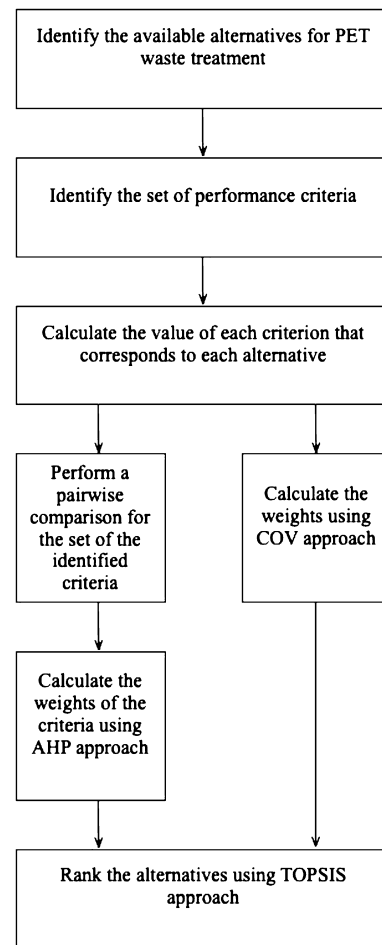 Identify the available alternatives for PET
waste treatment
Identify the set of performance criteria
Calculate the value of each criterion that
corresponds to each alternative
Perform a
pairwise
comparison for
the set of the
identified
criteria
Calculate the
weights using
COV approach
Calculate the
weights of the
criteria using
AHP approach
Rank the alternatives using TOPSIS
approach